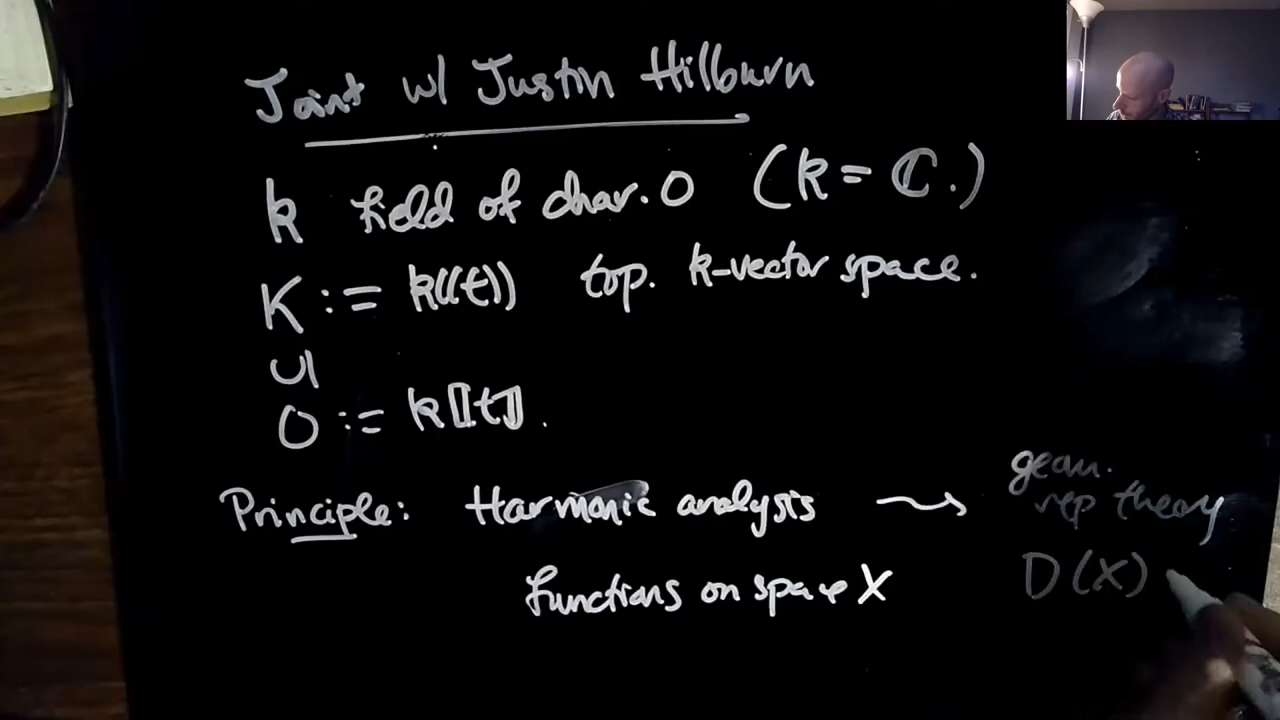 Joint w/ Justin Hilburn
k field of char. 0 (k = ℂ.)
K := k((t)) top. k-vector space.
∪|
O := k[[t]].
Principle: Harmonic analysis ⇝ geom. rep theory
functions on space X D(X)